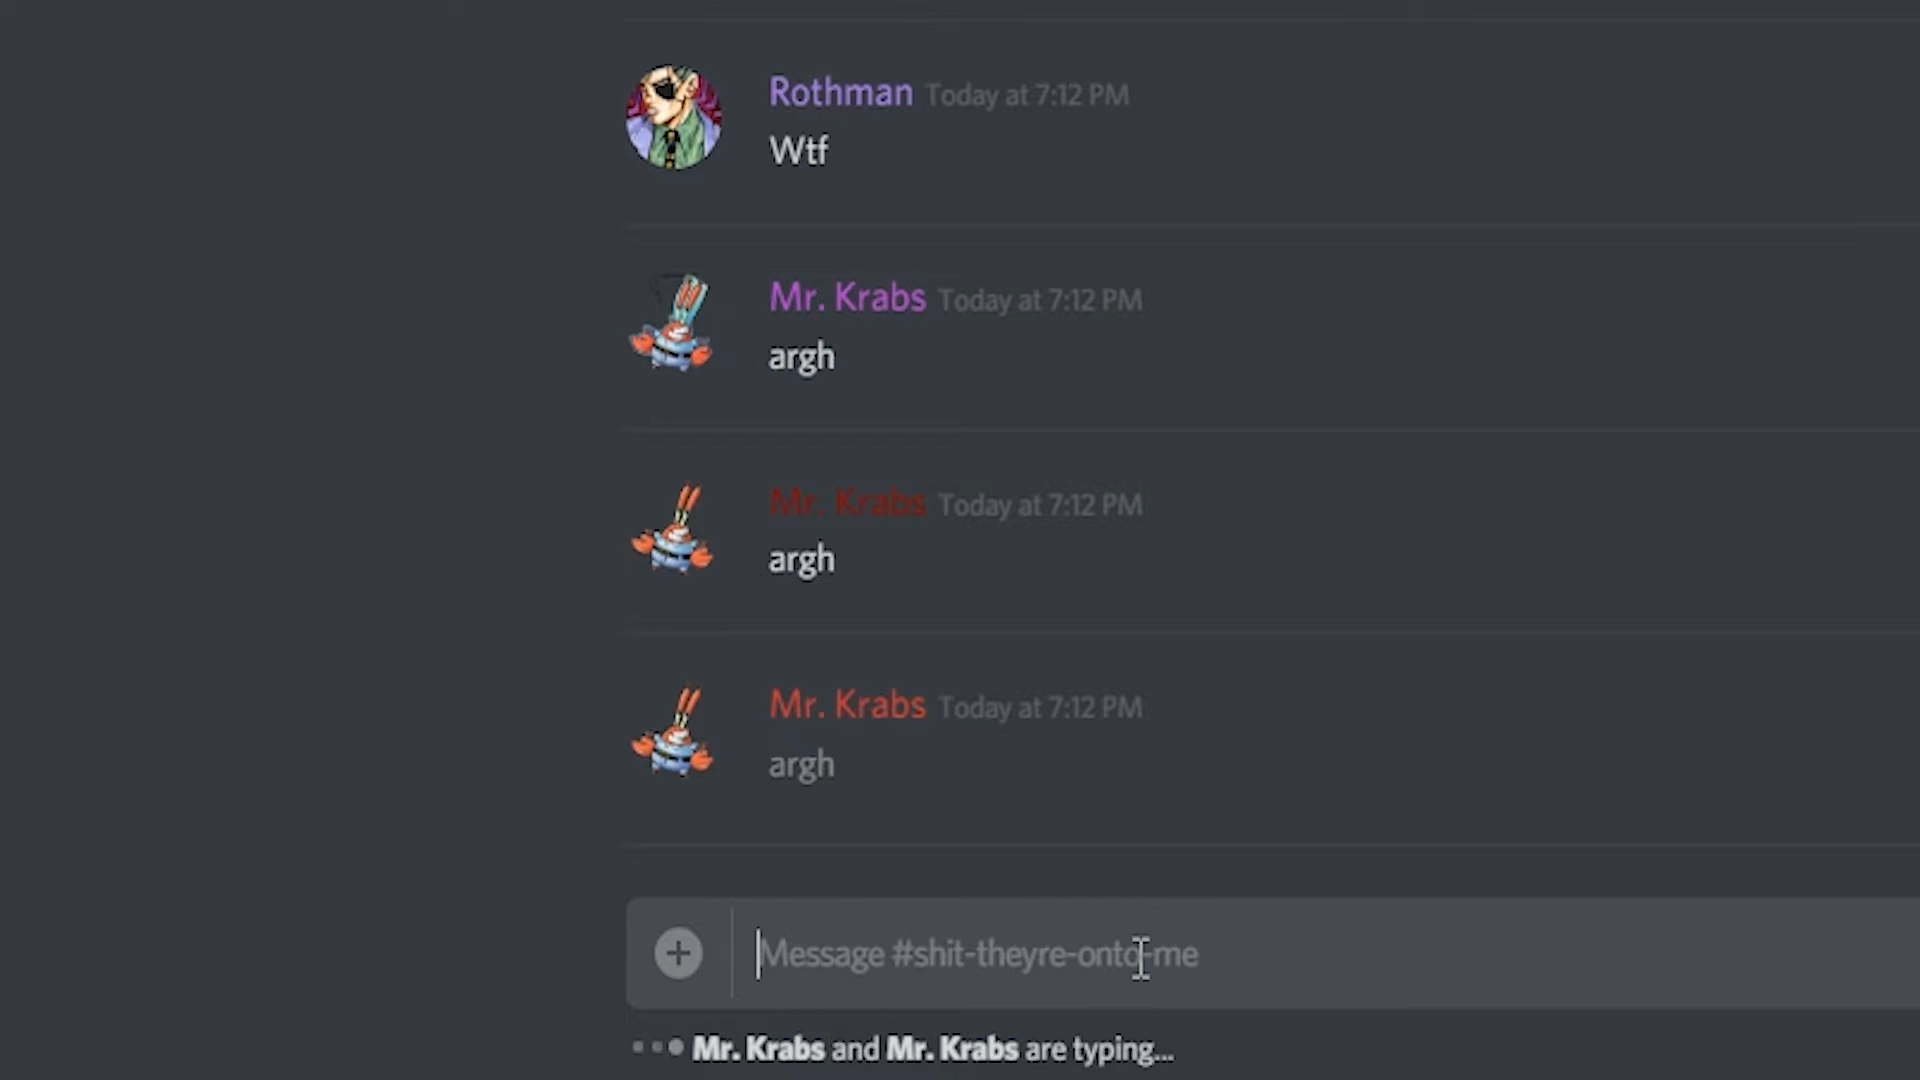 Rothman Today at 7:12 PM
Wtf
Mr. Krabs Today at 7:12 PM
argh
Mr. Krabs Today at 7:12 PM
argh
Mr. Krabs Today at 7:12 PM
argh
Message #shit-theyre-onto-me
Mr. Krabs and Mr. Krabs are typing...